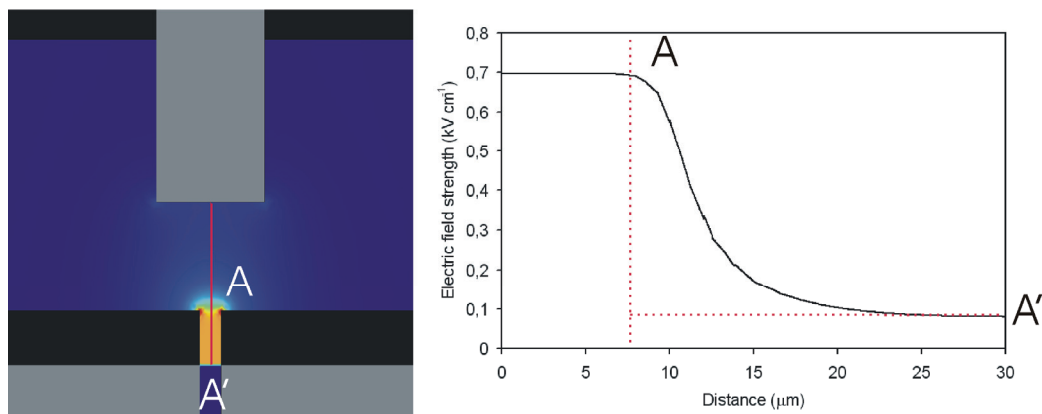 A
A'
0,8
0,7
0,6
0,5
0,4
0,3
0,2
0,1
0
Electric field strength (kV cm⁻¹)
A
A'
0 5 10 15 20 25 30
Distance (μm)